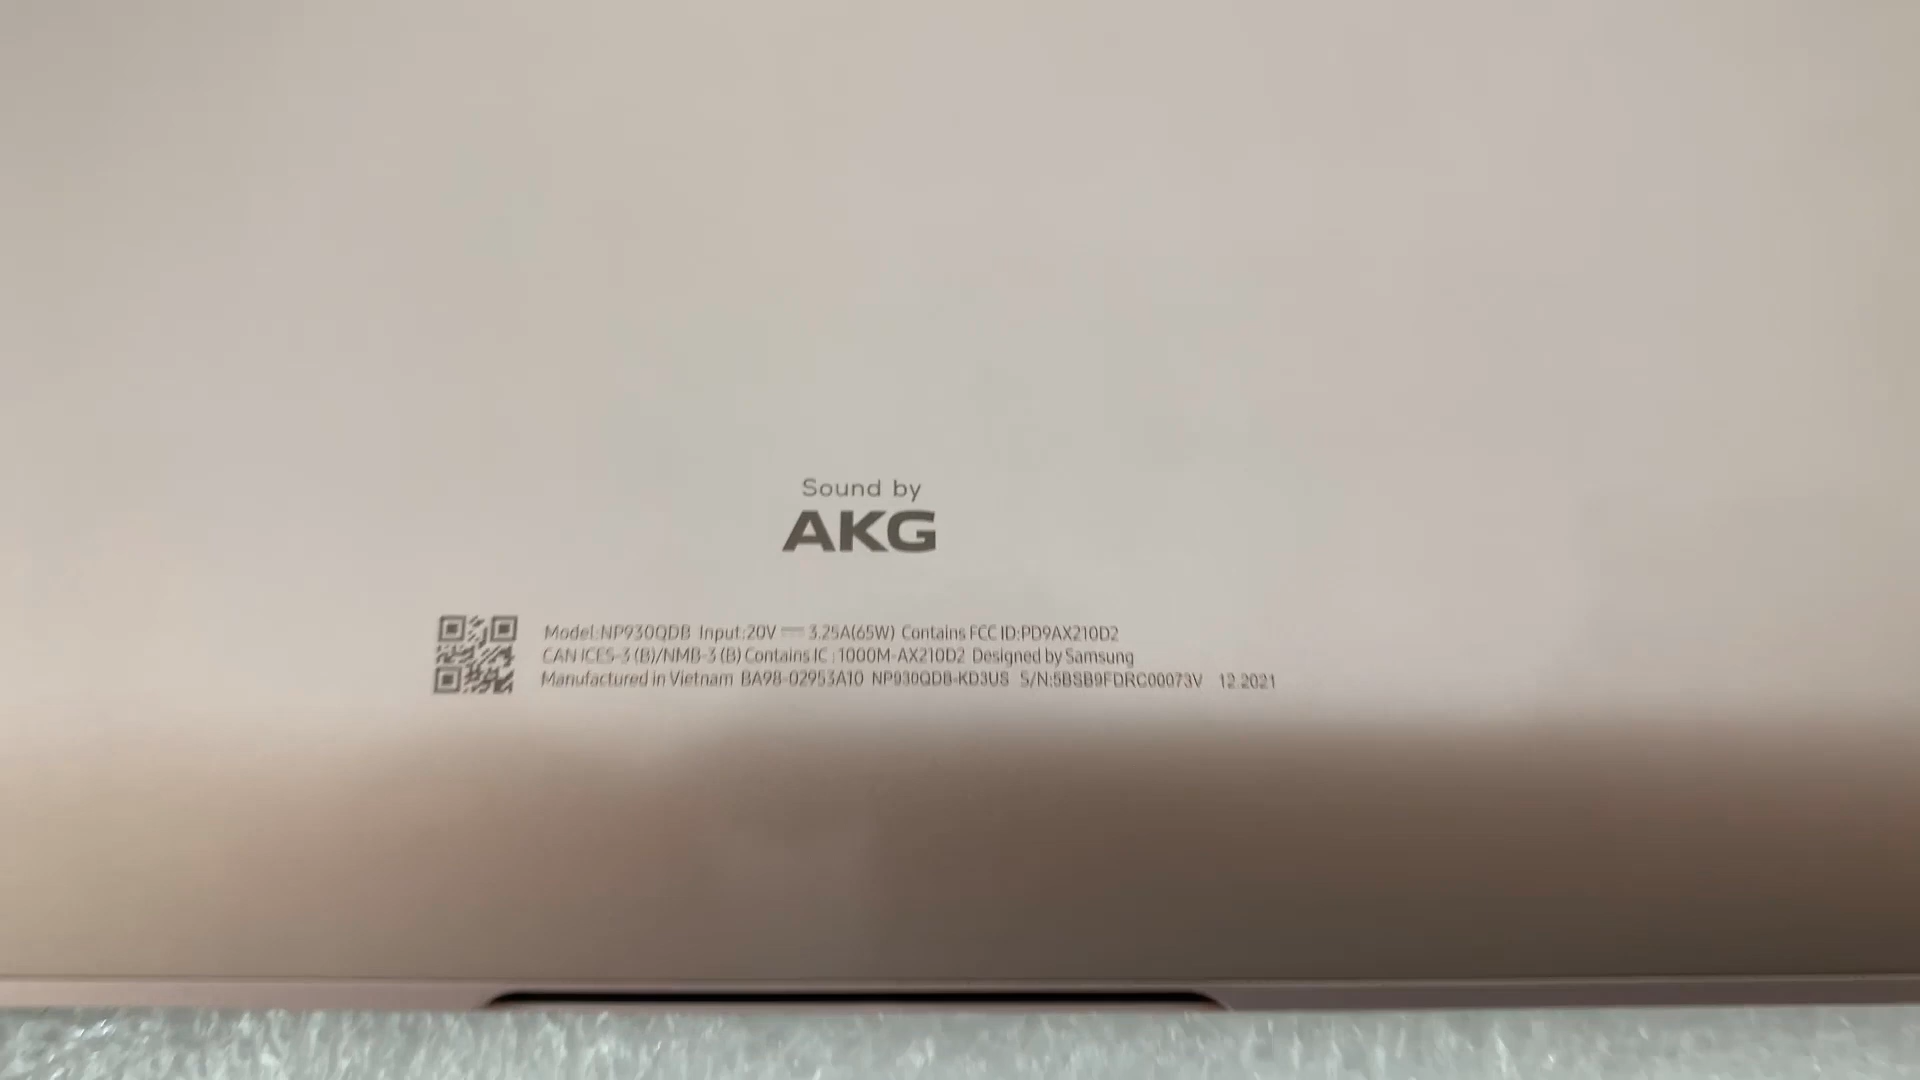 Sound by
AKG
Model:NP930QDB Input:20V ⎓ 3.25A(65W) Contains FCC ID:PD9AX210D2
CAN ICES-3 (B)/NMB-3 (B) Contains IC : 1000M-AX210D2 Designed by Samsung
Manufactured in Vietnam BA98-02953A10 NP930QDB-KD3US S/N:5BSB9FDRC00073V 12.2021